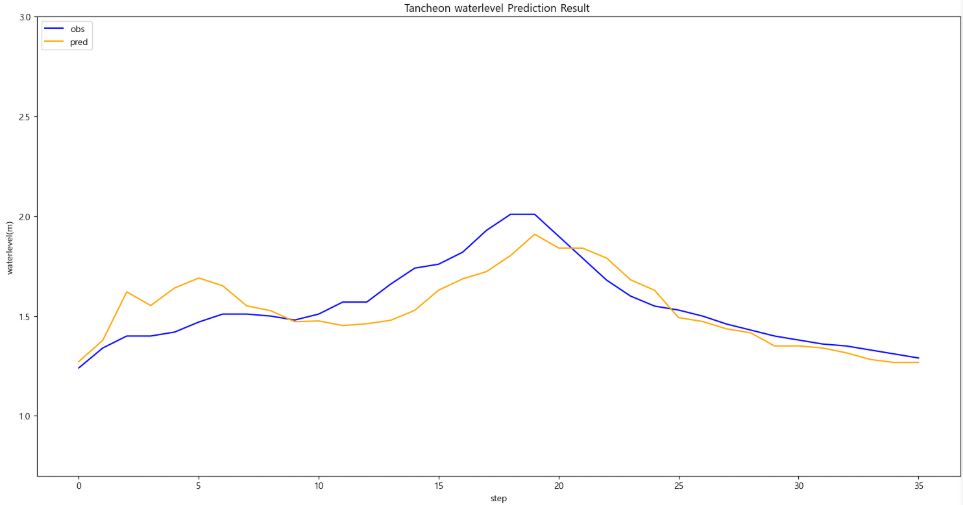 Tancheon waterlevel Prediction Result
obs
pred
3.0
2.5
2.0
1.5
1.0
waterlevel(m)
0 5 10 15 20 25 30 35
step